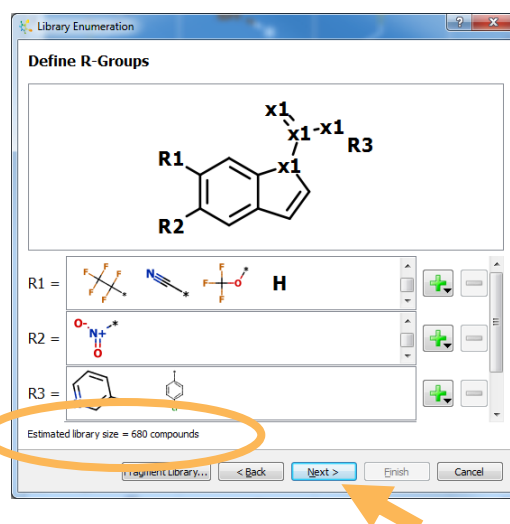 Library Enumeration
Define R-Groups
x1
x1-x1
R3
R1
x1
R2
R1 = F F F F F * N * F F F O * H
R2 = O- N+ * O
R3 =
Estimated library size = 680 compounds
Fragment Library... < Back Next > Finish Cancel